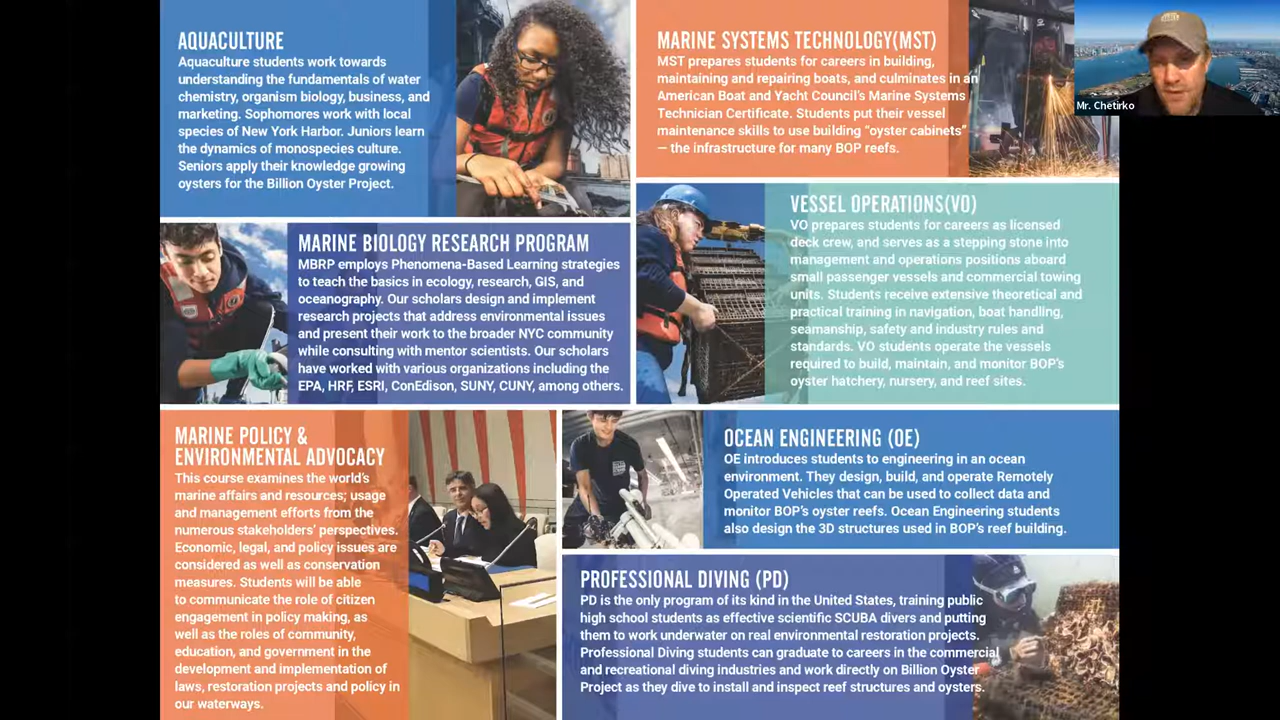 AQUACULTURE
Aquaculture students work towards
understanding the fundamentals of water
chemistry, organism biology, business, and
marketing. Sophomores work with local
species of New York Harbor. Juniors learn
the dynamics of monospecies culture.
Seniors apply their knowledge growing
oysters for the Billion Oyster Project.
MARINE SYSTEMS TECHNOLOGY(MST)
MST prepares students for careers in building,
maintaining and repairing boats, and culminates in an
American Boat and Yacht Council's Marine Systems
Technician Certificate. Students put their vessel
maintenance skills to use building "oyster cabinets"
— the infrastructure for many BOP reefs.
Mr. Chetirko
MARINE BIOLOGY RESEARCH PROGRAM
MBRP employs Phenomena-Based Learning strategies
to teach the basics in ecology, research, GIS, and
oceanography. Our scholars design and implement
research projects that address environmental issues
and present their work to the broader NYC community
while consulting with mentor scientists. Our scholars
have worked with various organizations including the
EPA, HRF, ESRI, ConEdison, SUNY, CUNY, among others.
VESSEL OPERATIONS(VO)
VO prepares students for careers as licensed
deck crew, and serves as a stepping stone into
management and operations positions aboard
small passenger vessels and commercial towing
units. Students receive extensive theoretical and
practical training in navigation, boat handling,
seamanship, safety and industry rules and
standards. VO students operate the vessels
required to build, maintain, and monitor BOP's
oyster hatchery, nursery, and reef sites.
MARINE POLICY &
ENVIRONMENTAL ADVOCACY
This course examines the world's
marine affairs and resources; usage
and management efforts from the
numerous stakeholders' perspectives.
Economic, legal, and policy issues are
considered as well as conservation
measures. Students will be able
to communicate the role of citizen
engagement in policy making, as
well as the roles of community,
education, and government in the
development and implementation of
laws, restoration projects and policy in
our waterways.
OCEAN ENGINEERING (OE)
OE introduces students to engineering in an ocean
environment. They design, build, and operate Remotely
Operated Vehicles that can be used to collect data and
monitor BOP's oyster reefs. Ocean Engineering students
also design the 3D structures used in BOP's reef building.
PROFESSIONAL DIVING (PD)
PD is the only program of its kind in the United States, training public
high school students as effective scientific SCUBA divers and putting
them to work underwater on real environmental restoration projects.
Professional Diving students can graduate to careers in the commercial
and recreational diving industries and work directly on Billion Oyster
Project as they dive to install and inspect reef structures and oysters.